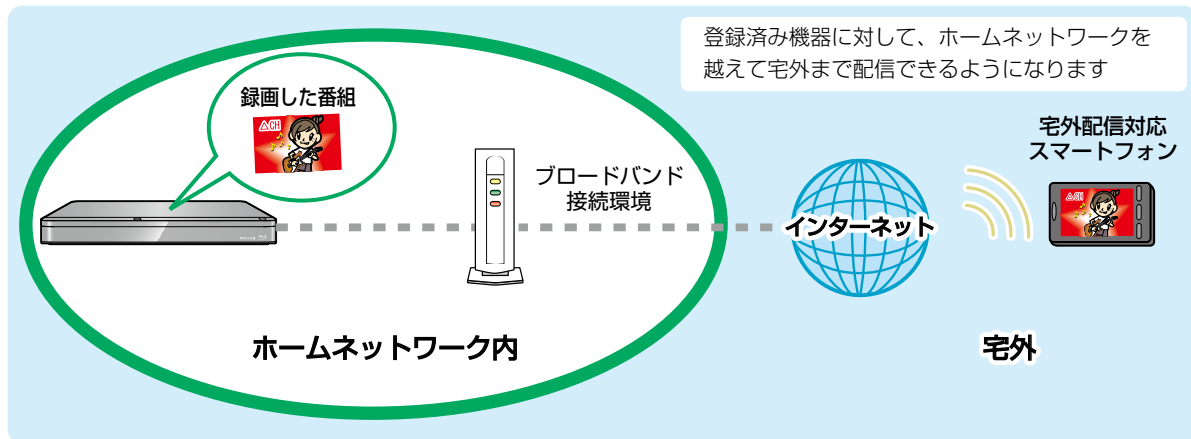 登録済み機器に対して、ホームネットワークを
越えて宅外まで配信できるようになります
録画した番組
△CH
宅外配信対応
スマートフォン
ブロードバンド
接続環境
インターネット
△CH
ホームネットワーク内
宅外